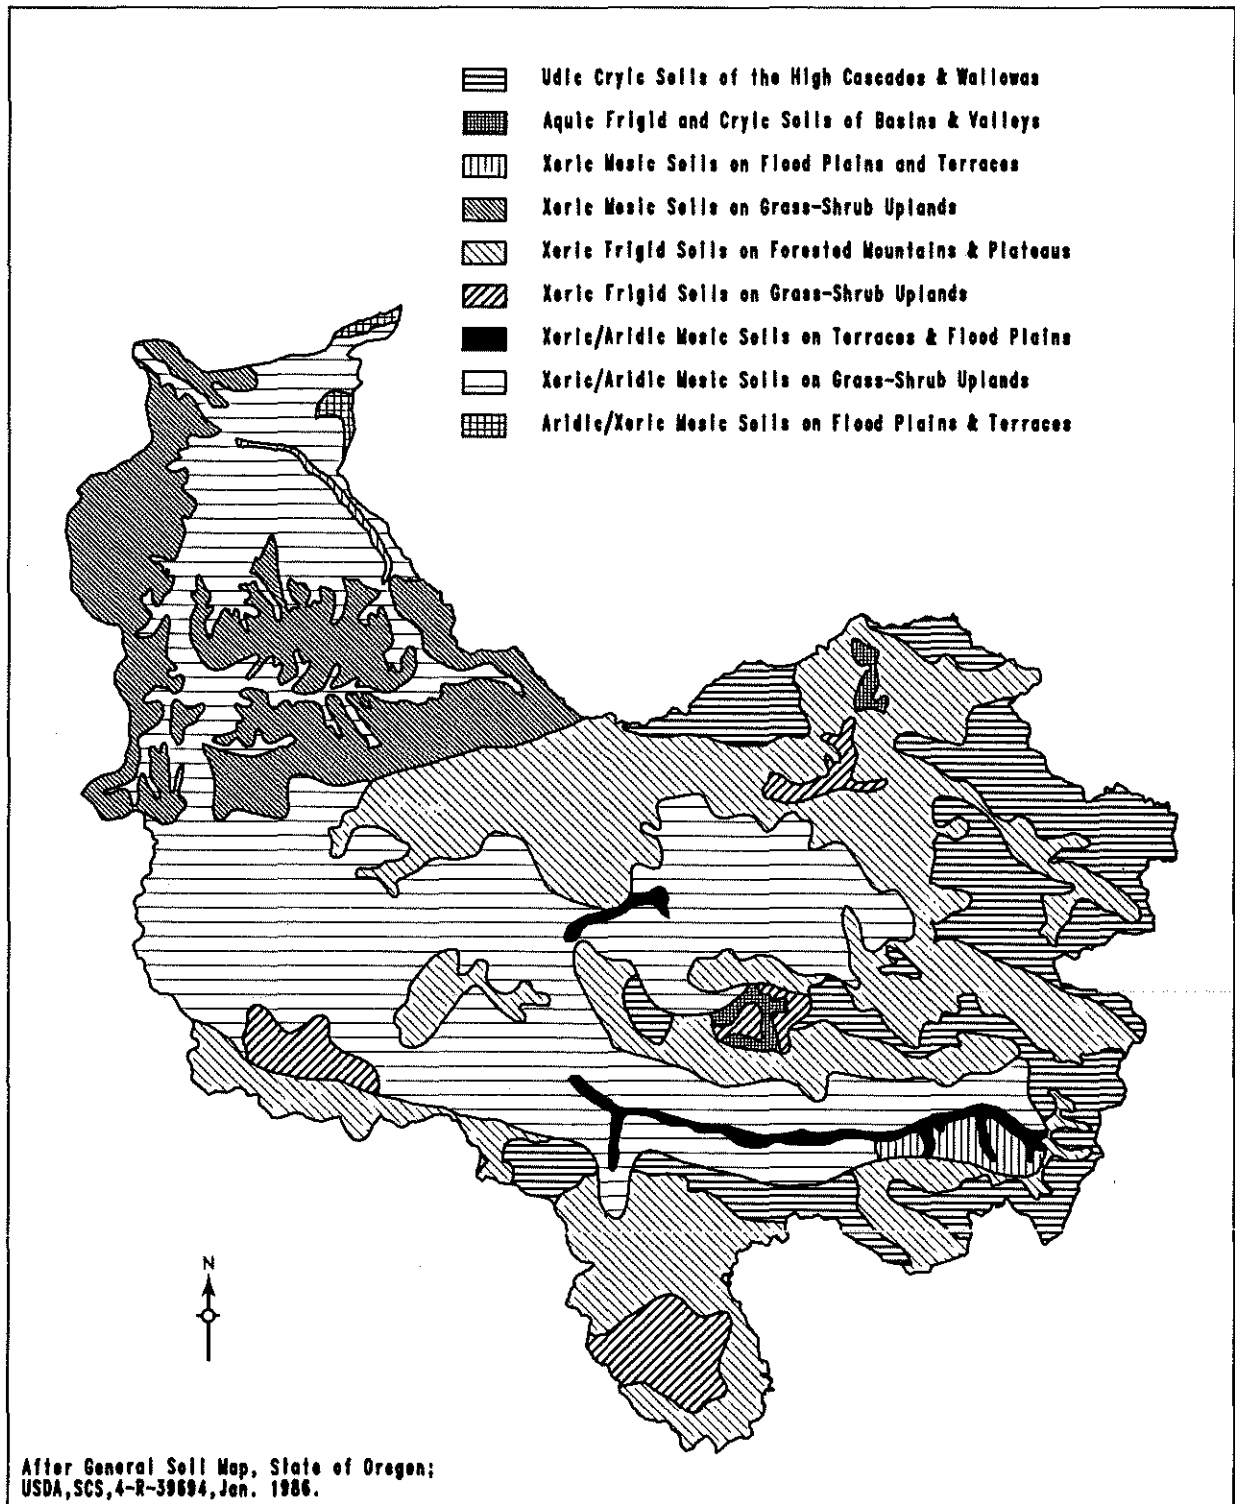 Udic Cryic Soils of the High Cascades & Wallowas
Aquic Frigid and Cryic Soils of Basins & Valleys
Xeric Mesic Soils on Flood Plains and Terraces
Xeric Mesic Soils on Grass-Shrub Uplands
Xeric Frigid Soils on Forested Mountains & Plateaus
Xeric Frigid Soils on Grass-Shrub Uplands
Xeric/Aridic Mesic Soils on Terraces & Flood Plains
Xeric/Aridic Mesic Soils on Grass-Shrub Uplands
Aridic/Xeric Mesic Soils on Flood Plains & Terraces
N
After General Soil Map, State of Oregon;
USDA,SCS,4-R-39694,Jan. 1986.